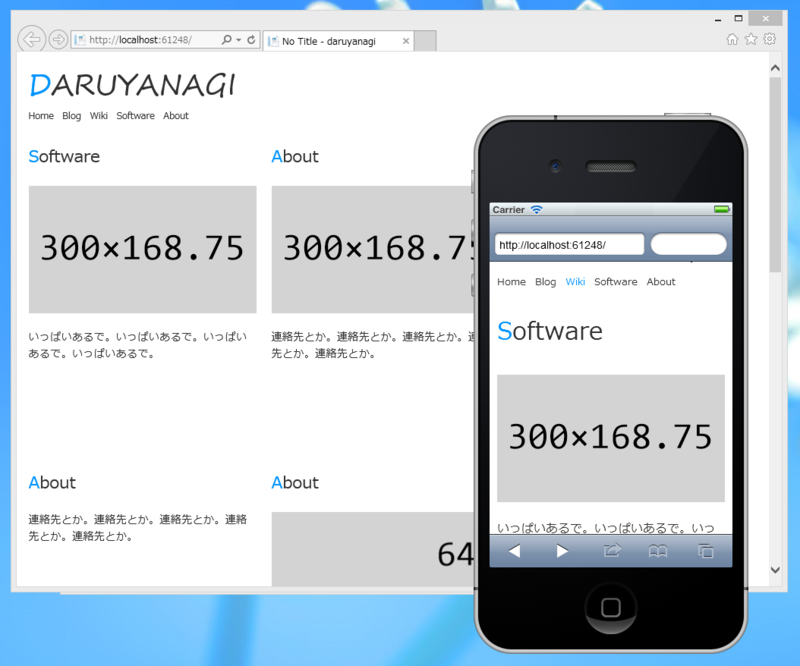 http://localhost:61248/
No Title - daruyanagi
DARUYANAGI
Home Blog Wiki Software About
Software
About
300×168.75
300×168.7
いっぱいあるで。いっぱいあるで。いっぱい
あるで。いっぱいあるで。
連絡先とか。連絡先とか。連絡先とか。連
先とか。連絡先とか。
About
連絡先とか。連絡先とか。連絡先とか。連絡
先とか。連絡先とか。
About
64
Carrier
http://localhost:61248/
Home Blog Wiki Software About
Software
300×168.75
いっぱいあるで。いっぱいあるで。いっ